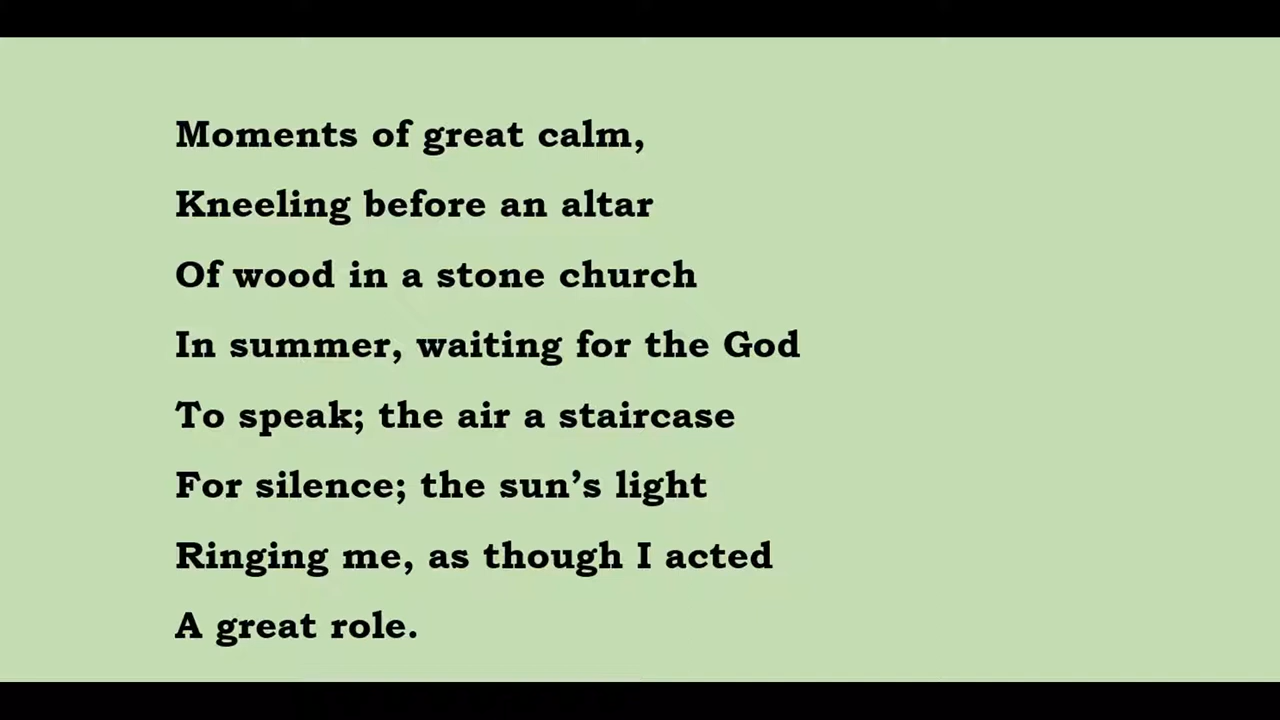 Moments of great calm,
Kneeling before an altar
Of wood in a stone church
In summer, waiting for the God
To speak; the air a staircase
For silence; the sun’s light
Ringing me, as though I acted
A great role.